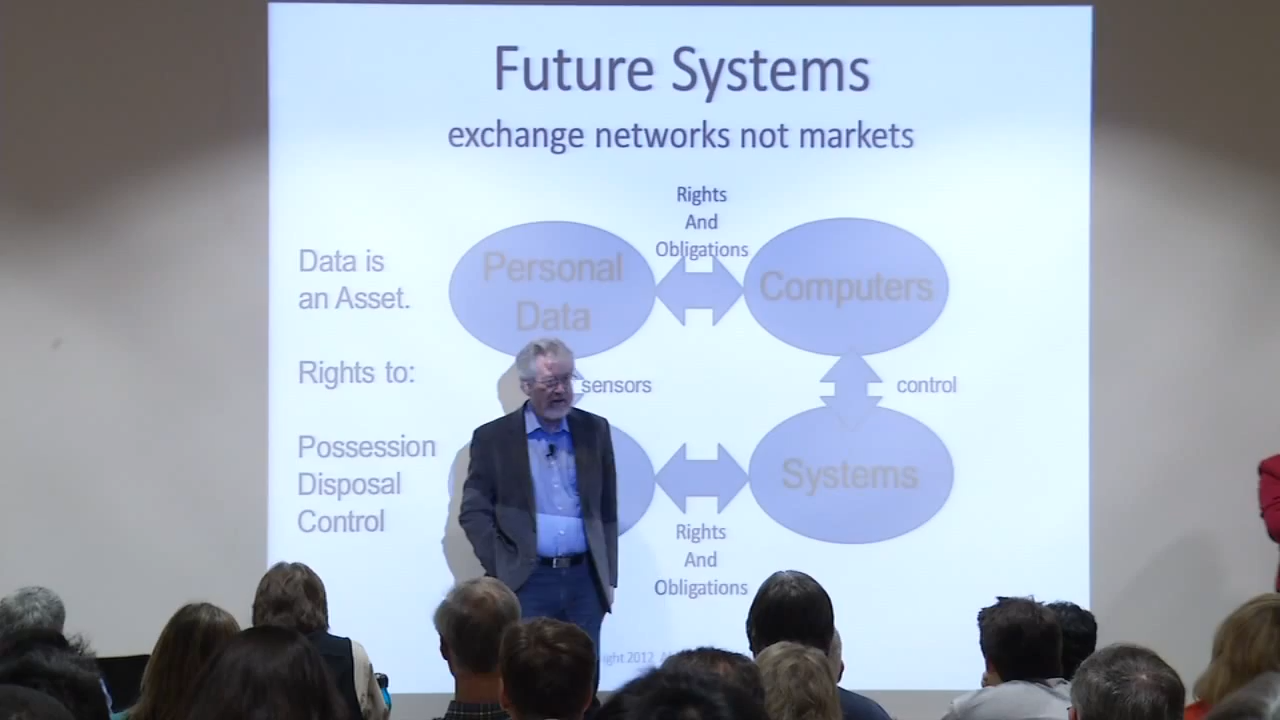 Future Systems
exchange networks not markets
Rights
And
Obligations
Data is
an Asset.
Personal
Data
Computers
Rights to:
sensors
control
Possession
Disposal
Control
Systems
Rights
And
Obligations
2012